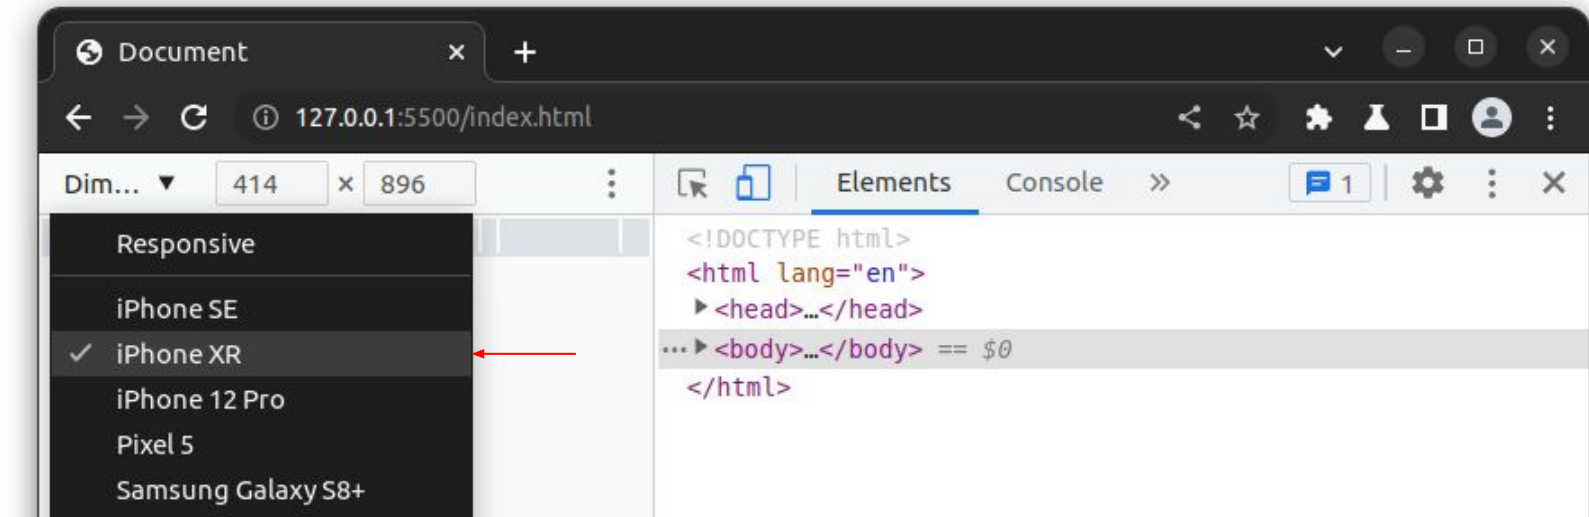 Document
127.0.0.1:5500/index.html
Dim... 414 × 896
Elements Console 1
Responsive
iPhone SE
iPhone XR
iPhone 12 Pro
Pixel 5
Samsung Galaxy S8+
<!DOCTYPE html>
<html lang="en">
<head>…</head>
<body>…</body> == $0
</html>